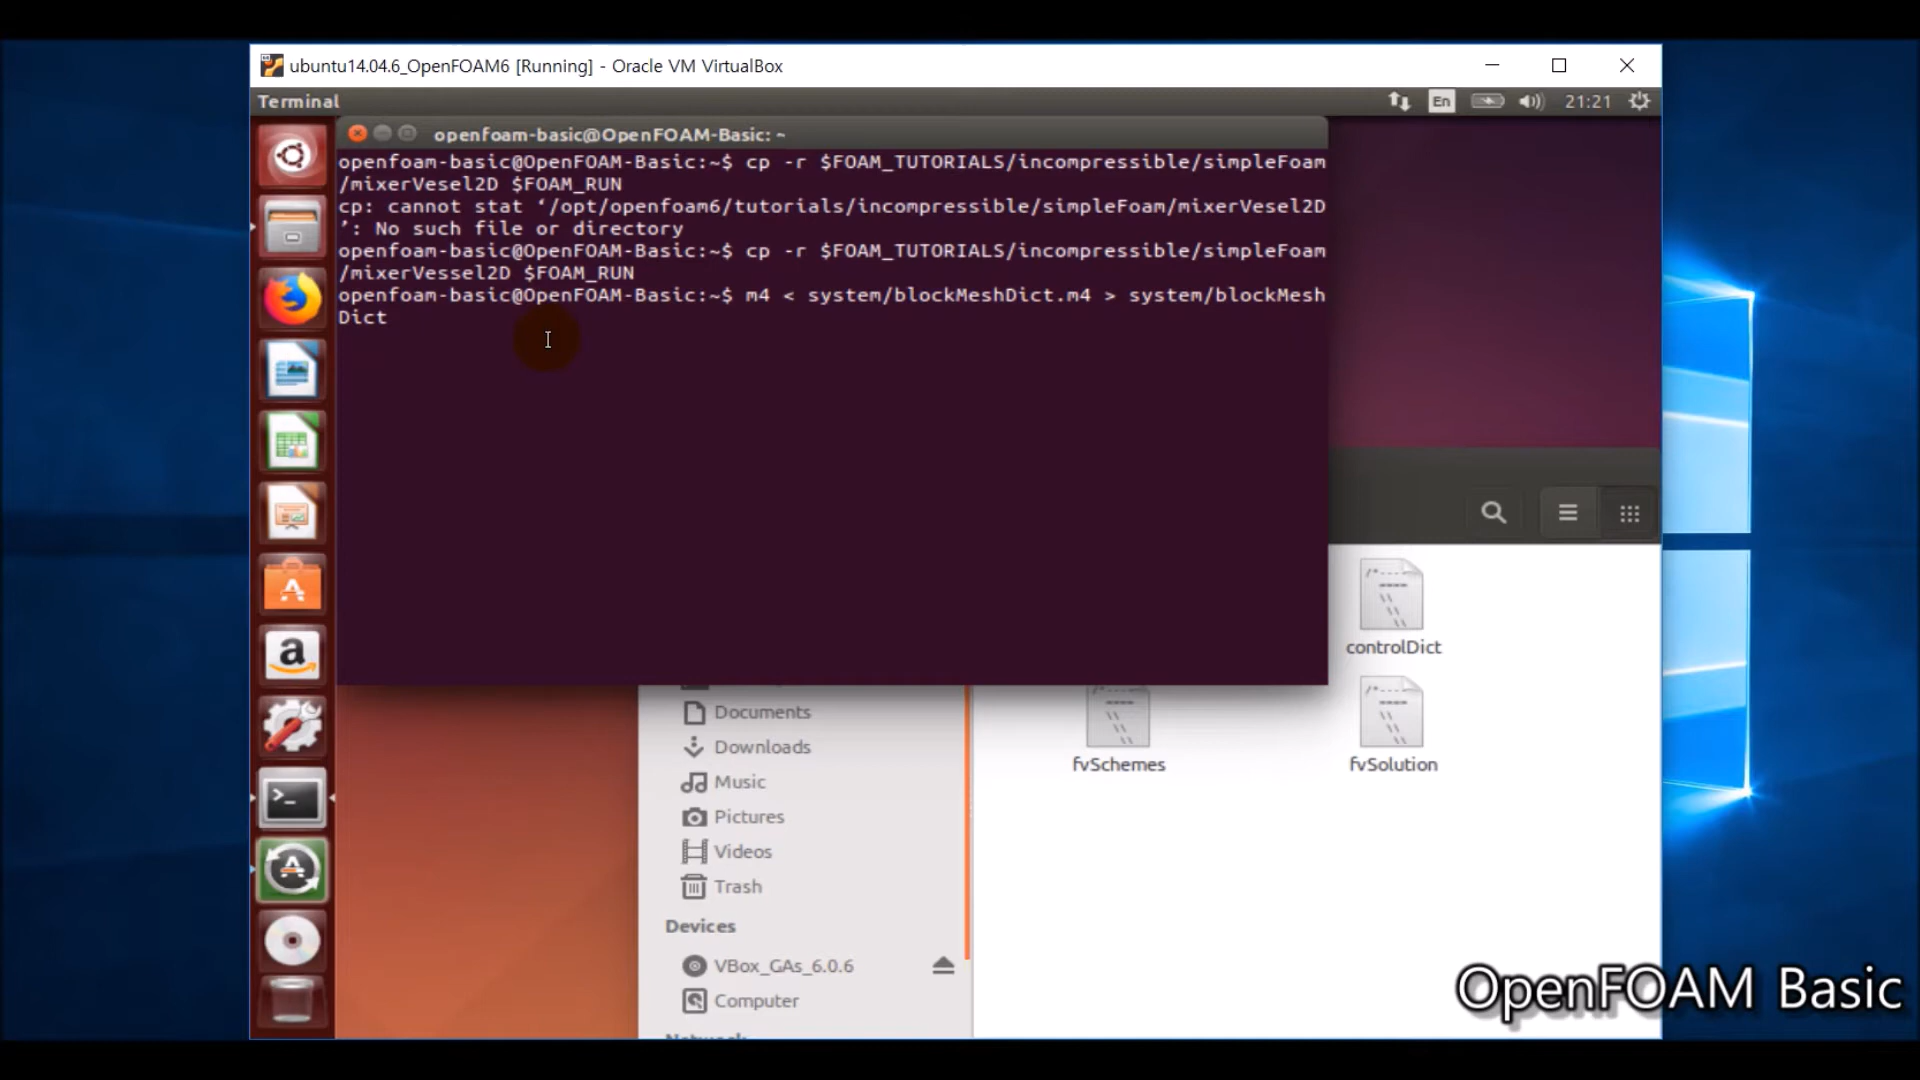 ubuntu14.04.6_OpenFOAM6 [Running] - Oracle VM VirtualBox
Terminal
En
21:21
openfoam-basic@OpenFOAM-Basic: ~
openfoam-basic@OpenFOAM-Basic:~$ cp -r $FOAM_TUTORIALS/incompressible/simpleFoam
/mixerVesel2D $FOAM_RUN
cp: cannot stat ‘/opt/openfoam6/tutorials/incompressible/simpleFoam/mixerVesel2D
’: No such file or directory
openfoam-basic@OpenFOAM-Basic:~$ cp -r $FOAM_TUTORIALS/incompressible/simpleFoam
/mixerVessel2D $FOAM_RUN
openfoam-basic@OpenFOAM-Basic:~$ m4 < system/blockMeshDict.m4 > system/blockMesh
Dict
controlDict
fvSchemes
fvSolution
Documents
Downloads
Music
Pictures
Videos
Trash
Devices
VBox_GAs_6.0.6
Computer
OpenFOAM Basic